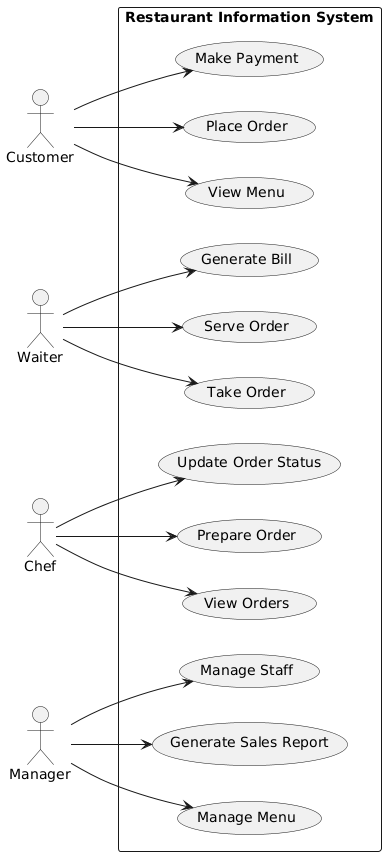 Restaurant Information System
Make Payment
Customer
Place Order
View Menu
Generate Bill
Waiter
Serve Order
Take Order
Update Order Status
Chef
Prepare Order
View Orders
Manage Staff
Manager
Generate Sales Report
Manage Menu